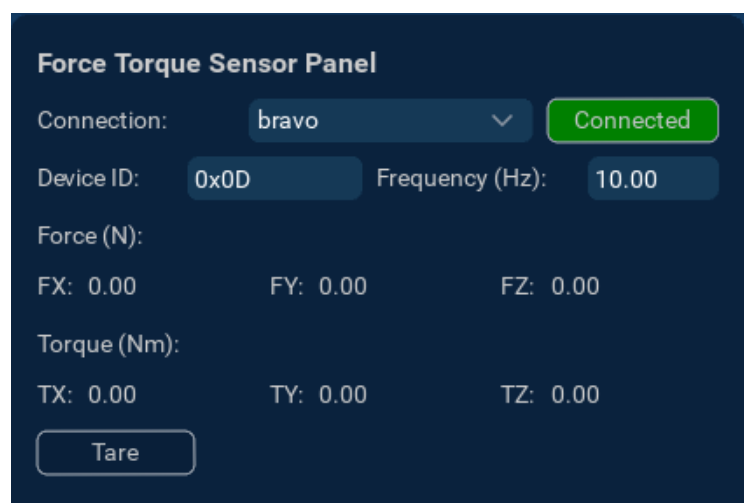 Force Torque Sensor Panel
Connection: bravo Connected
Device ID: 0x0D Frequency (Hz): 10.00
Force (N):
FX: 0.00 FY: 0.00 FZ: 0.00
Torque (Nm):
TX: 0.00 TY: 0.00 TZ: 0.00
Tare